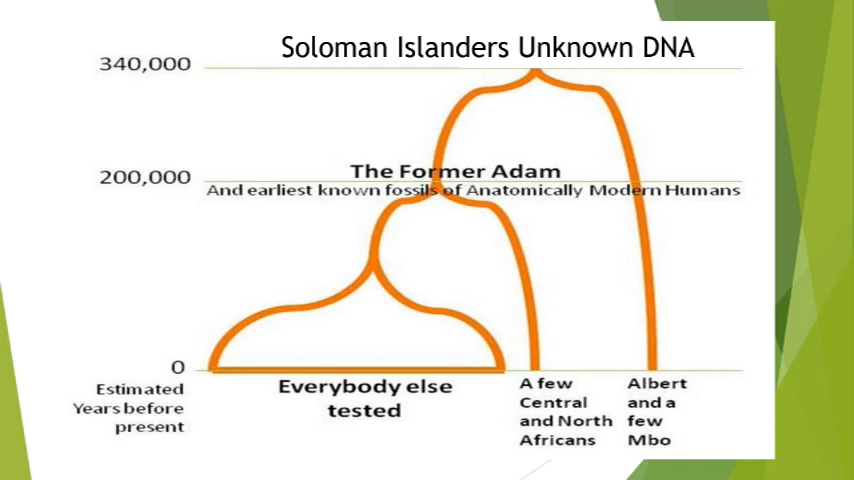 Soloman Islanders Unknown DNA
340,000
The Former Adam
200,000
And earliest known fossils of Anatomically Modern Humans
0
Estimated
Years before
present
Everybody else
tested
A few
Central
and North
Africans
Albert
and a
few
Mbo